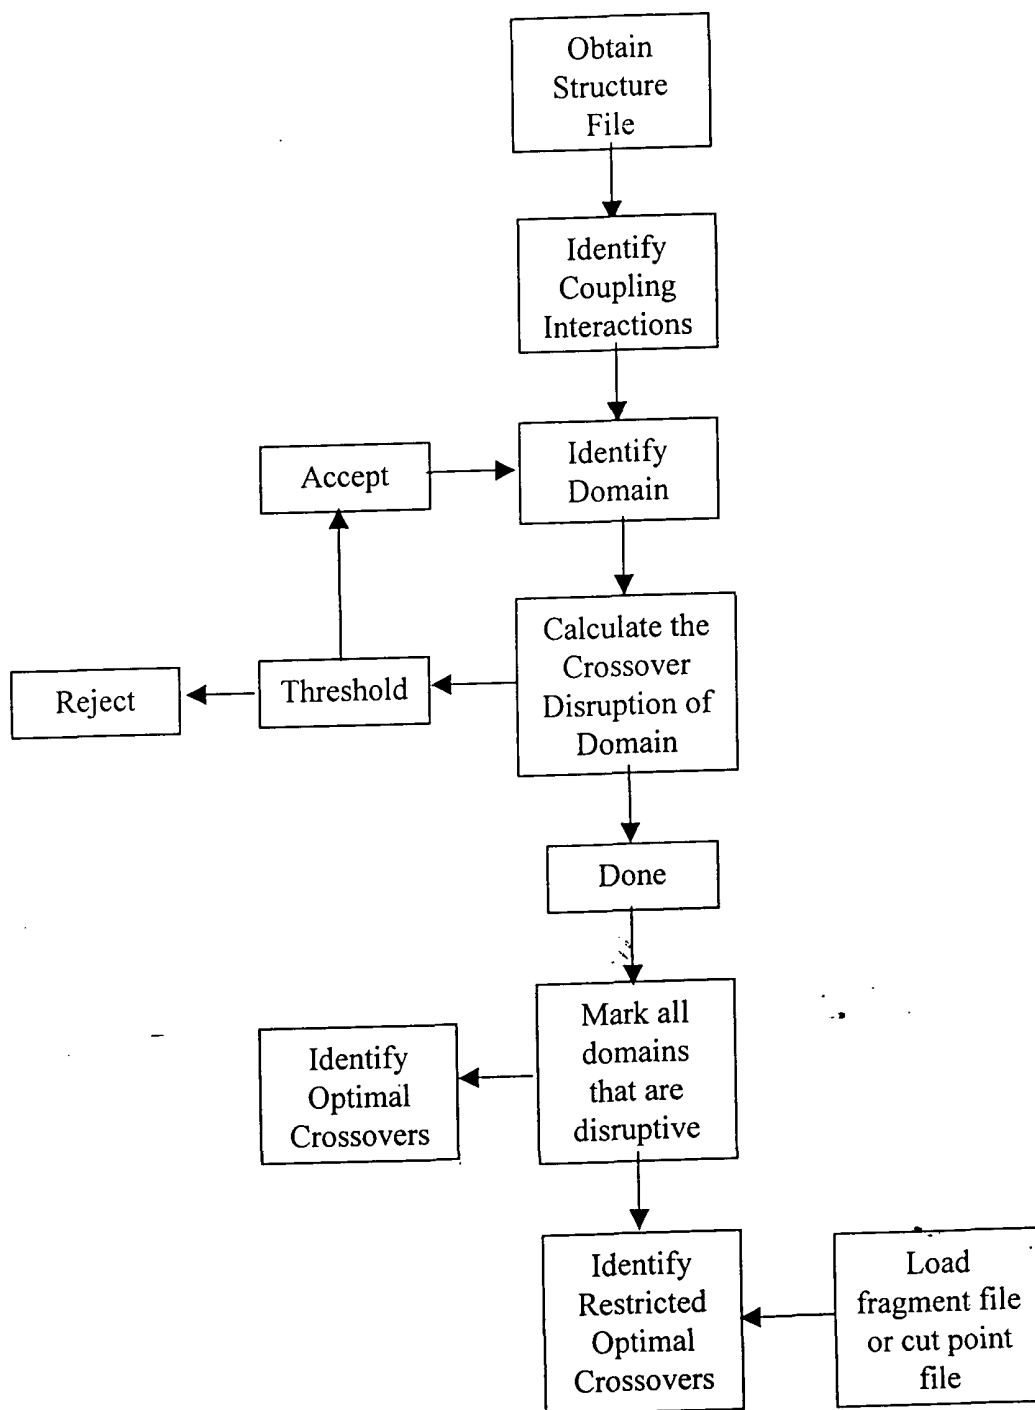 Obtain
Structure
File
Identify
Coupling
Interactions
Accept
Identify
Domain
Calculate the
Crossover
Disruption of
Domain
Reject
Threshold
Done
Mark all
domains
that are
disruptive
Identify
Optimal
Crossovers
Identify
Restricted
Optimal
Crossovers
Load
fragment file
or cut point
file